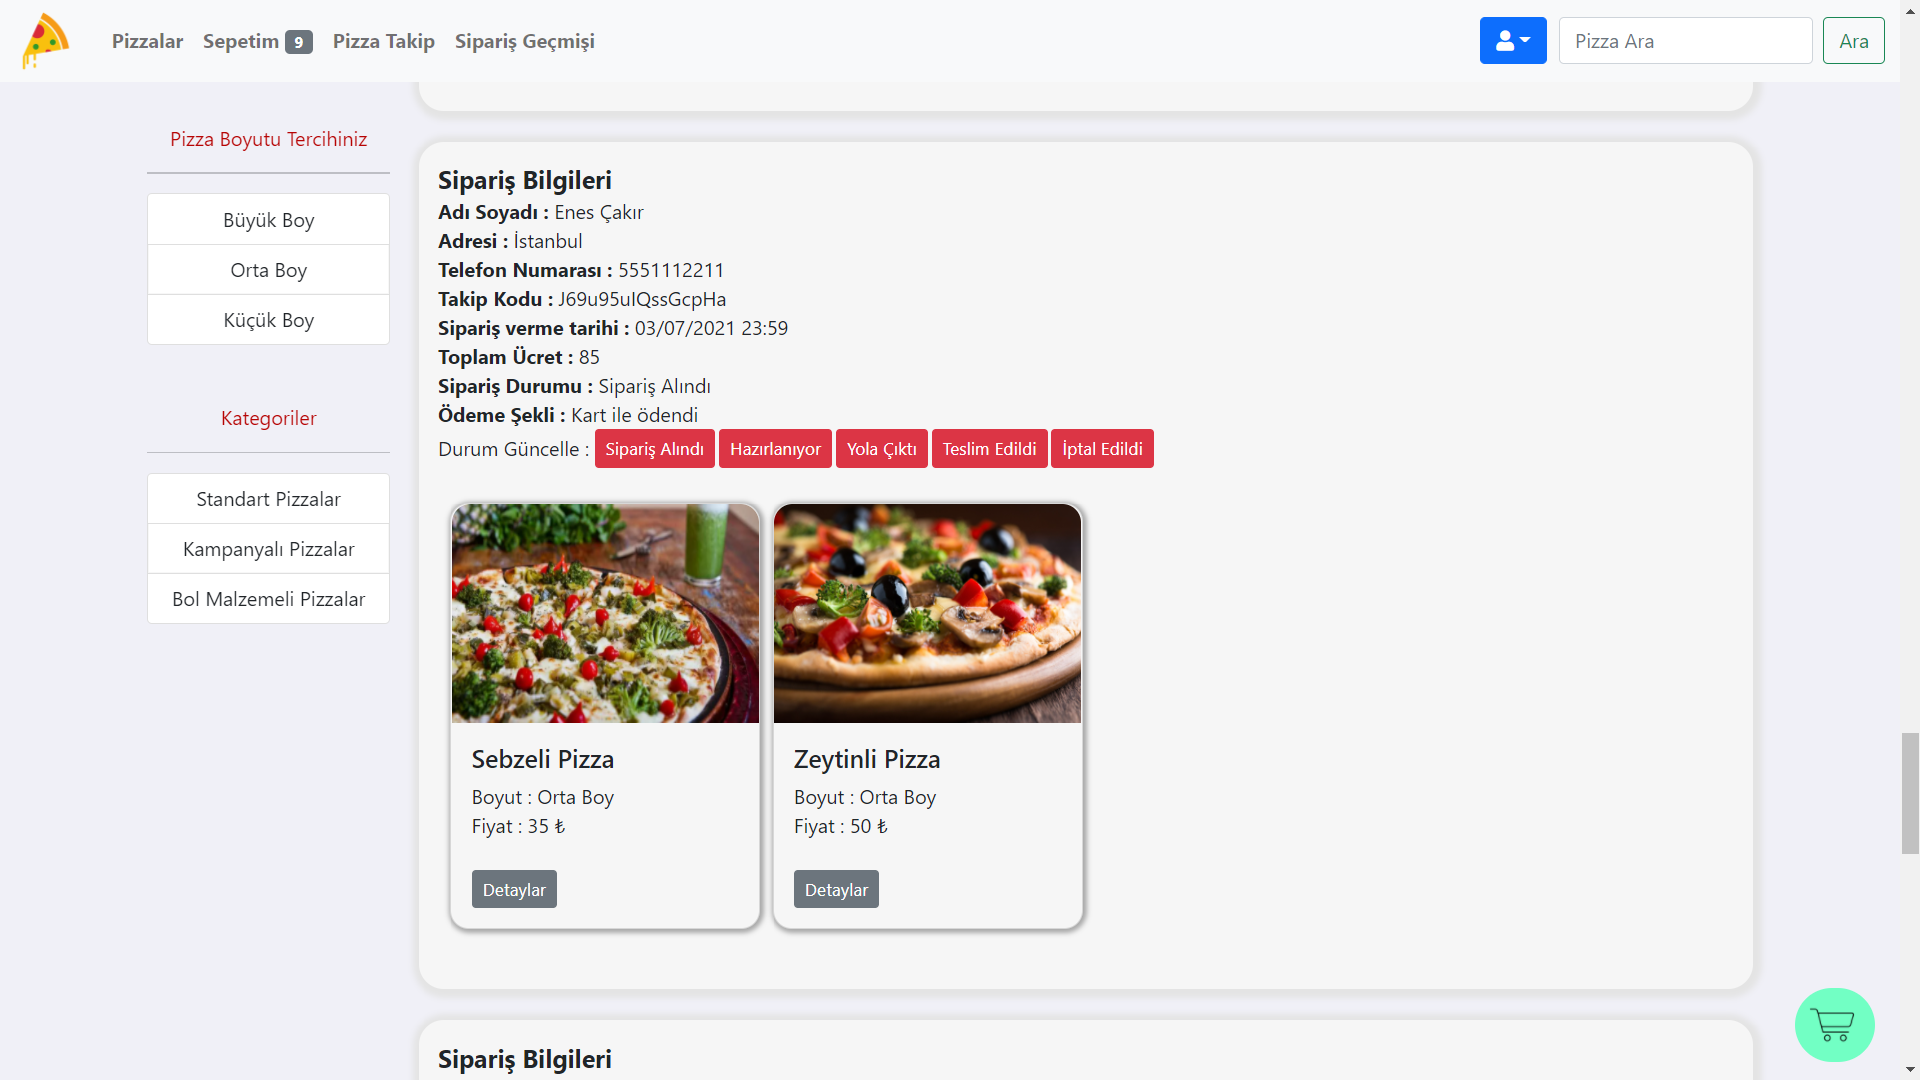 Pizzalar Sepetim 9 Pizza Takip Sipariş Geçmişi Pizza Ara Ara
Pizza Boyutu Tercihiniz
Büyük Boy
Orta Boy
Küçük Boy
Kategoriler
Standart Pizzalar
Kampanyalı Pizzalar
Bol Malzemeli Pizzalar
Sipariş Bilgileri
Adı Soyadı : Enes Çakır
Adresi : İstanbul
Telefon Numarası : 5551112211
Takip Kodu : J69u95uIQssGcpHa
Sipariş verme tarihi : 03/07/2021 23:59
Toplam Ücret : 85
Sipariş Durumu : Sipariş Alındı
Ödeme Şekli : Kart ile ödendi
Durum Güncelle : Sipariş Alındı Hazırlanıyor Yola Çıktı Teslim Edildi İptal Edildi
Sebzeli Pizza
Boyut : Orta Boy
Fiyat : 35 ₺
Detaylar
Zeytinli Pizza
Boyut : Orta Boy
Fiyat : 50 ₺
Detaylar
Sipariş Bilgileri